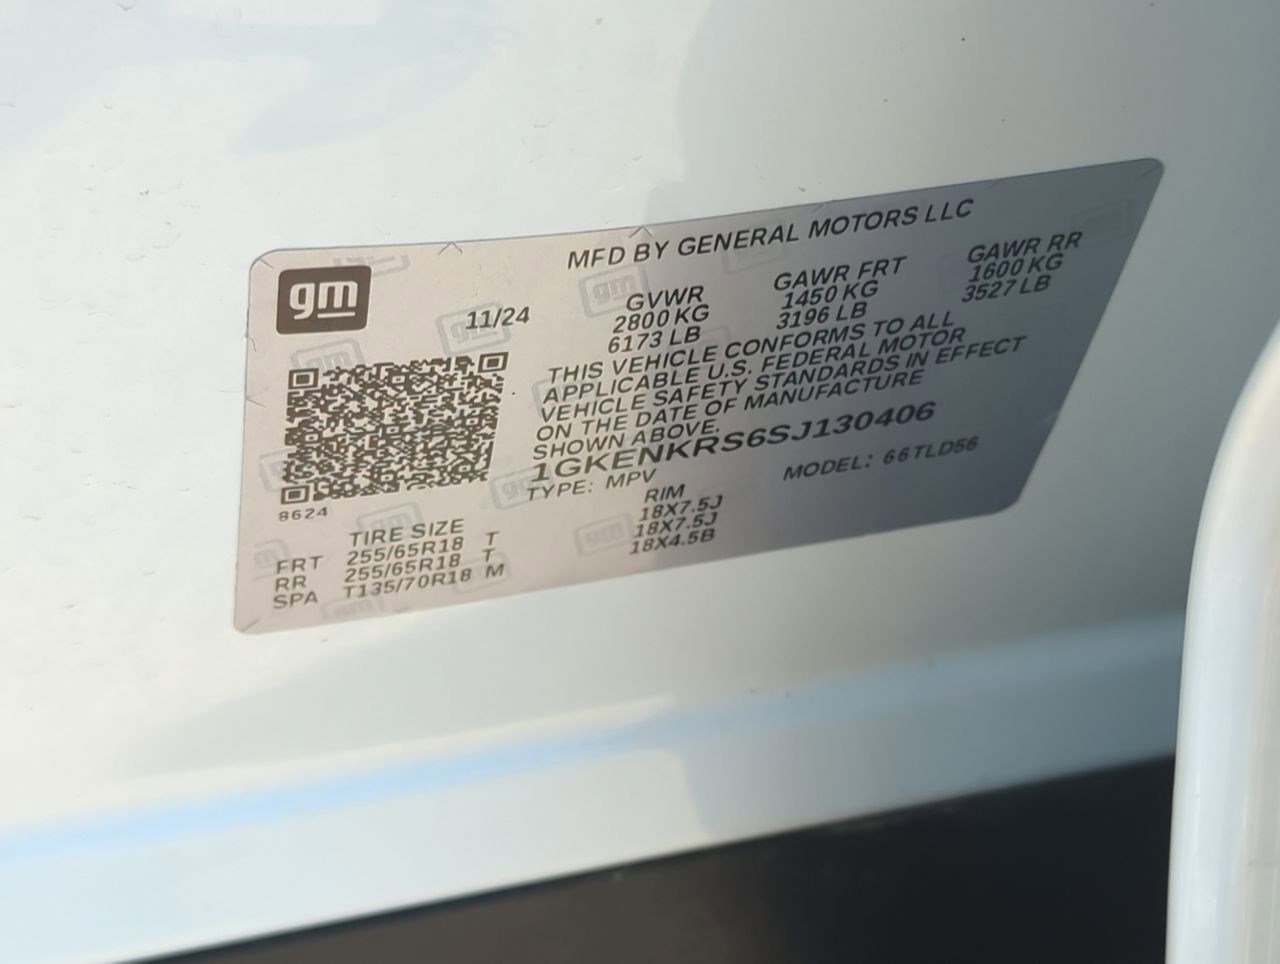 gm
MFD BY GENERAL MOTORS LLC
11/24
GVWR GAWR FRT GAWR RR
2800 KG 1450 KG 1600 KG
6173 LB 3196 LB 3527 LB
THIS VEHICLE CONFORMS TO ALL
APPLICABLE U.S. FEDERAL MOTOR
VEHICLE SAFETY STANDARDS IN EFFECT
ON THE DATE OF MANUFACTURE
SHOWN ABOVE.
1GKENKRS6SJ130406
TYPE: MPV MODEL: 66TLD56
8624
TIRE SIZE RIM
FRT 255/65R18 T 18X7.5J
RR 255/65R18 T 18X7.5J
SPA T135/70R18 M 18X4.5B